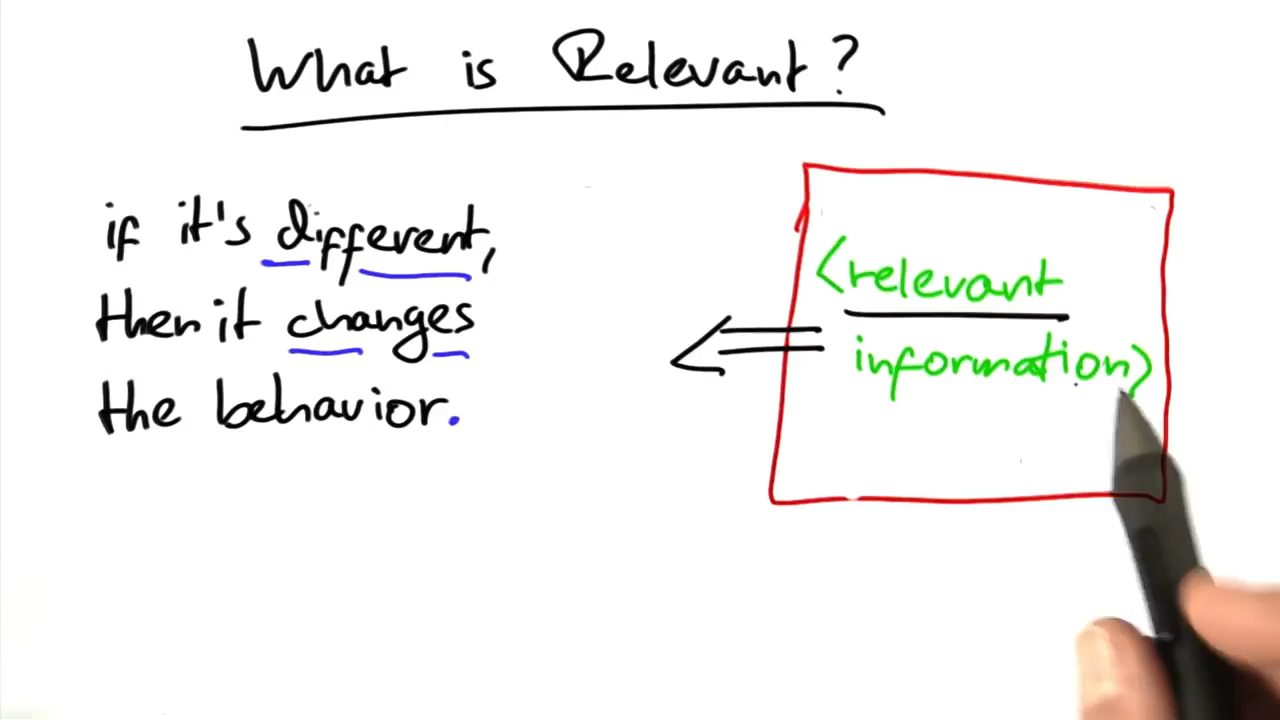 What is Relevant?
if it's different,
then it changes
the behavior.
<relevant
information>